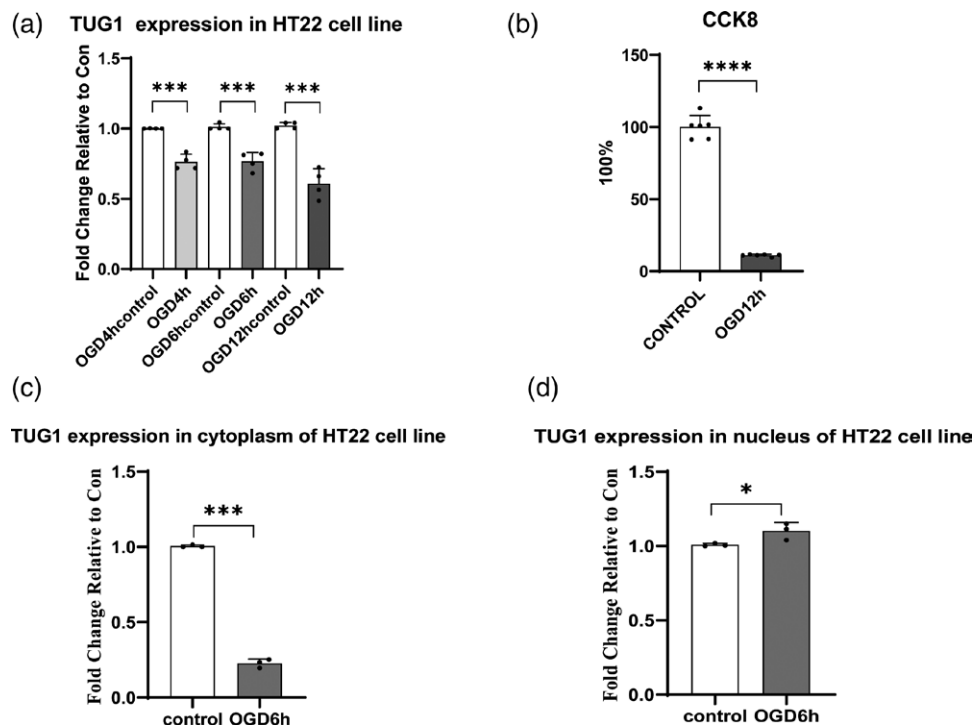 (a)
TUG1 expression in HT22 cell line
Fold Change Relative to Con
1.5
1.0
0.5
0.0
***
***
***
OGD4hcontrol
OGD4h
OGD6hcontrol
OGD6h
OGD12hcontrol
OGD12h
(b)
CCK8
100%
150
100
50
0
****
CONTROL
OGD12h
(c)
TUG1 expression in cytoplasm of HT22 cell line
Fold Change Relative to Con
1.5
1.0
0.5
0.0
***
control OGD6h
(d)
TUG1 expression in nucleus of HT22 cell line
Fold Change Relative to Con
1.5
1.0
0.5
0.0
*
control OGD6h